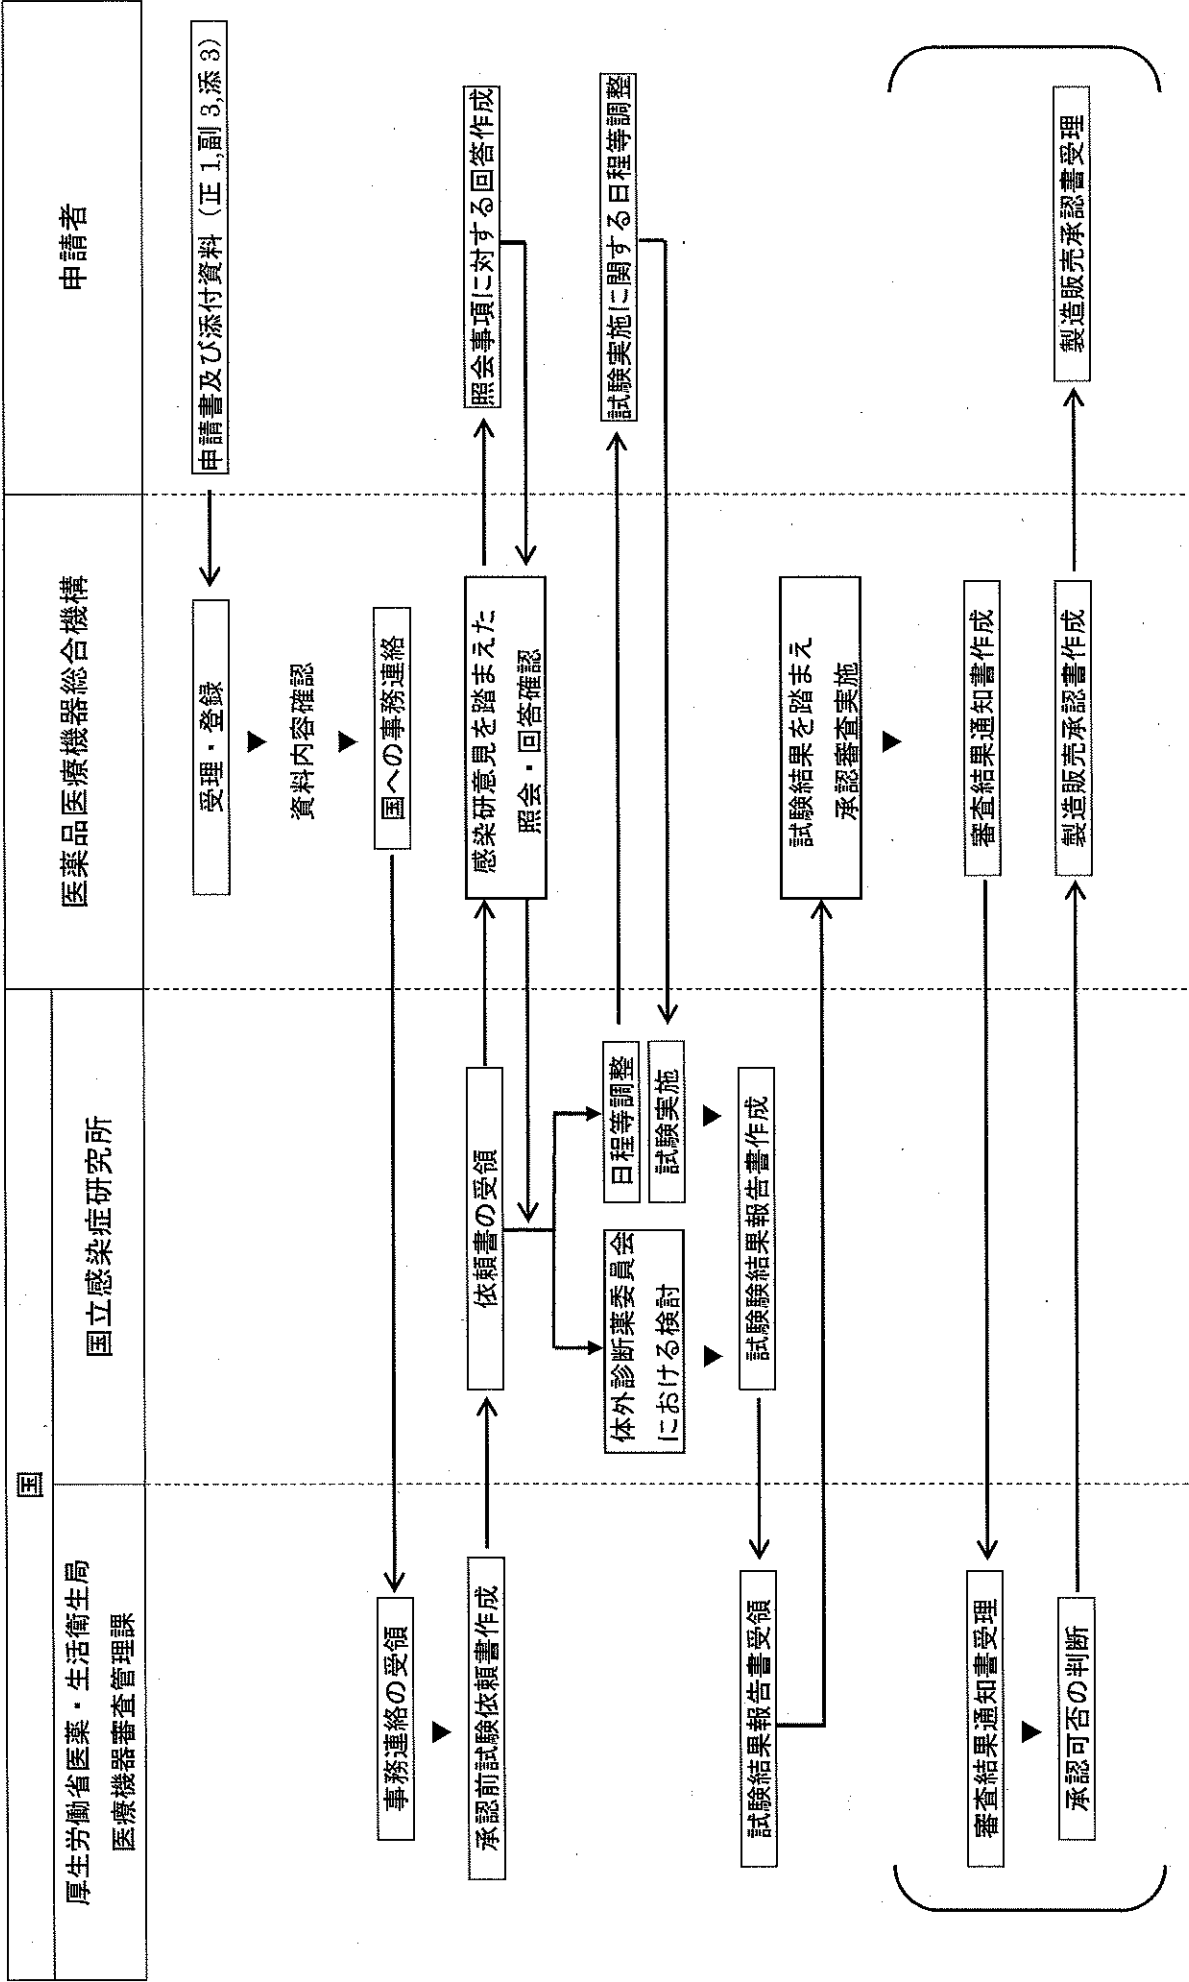 国
厚生労働省医薬・生活衛生局
医療機器審査管理課
国立感染症研究所
医薬品医療機器総合機構
申請者
申請書及び添付資料（正 1,副 3,添 3）
受理・登録
資料内容確認
国への事務連絡
事務連絡の受領
承認前試験依頼書作成
依頼書の受領
感染研意見を踏まえた
照会・回答確認
照会事項に対する回答作成
体外診断薬委員会
における検討
日程等調整
試験実施
試験実施に関する日程等調整
試験験結果報告書作成
試験結果報告書受領
試験結果を踏まえ
承認審査実施
審査結果通知書作成
審査結果通知書受理
承認可否の判断
製造販売承認書作成
製造販売承認書受理